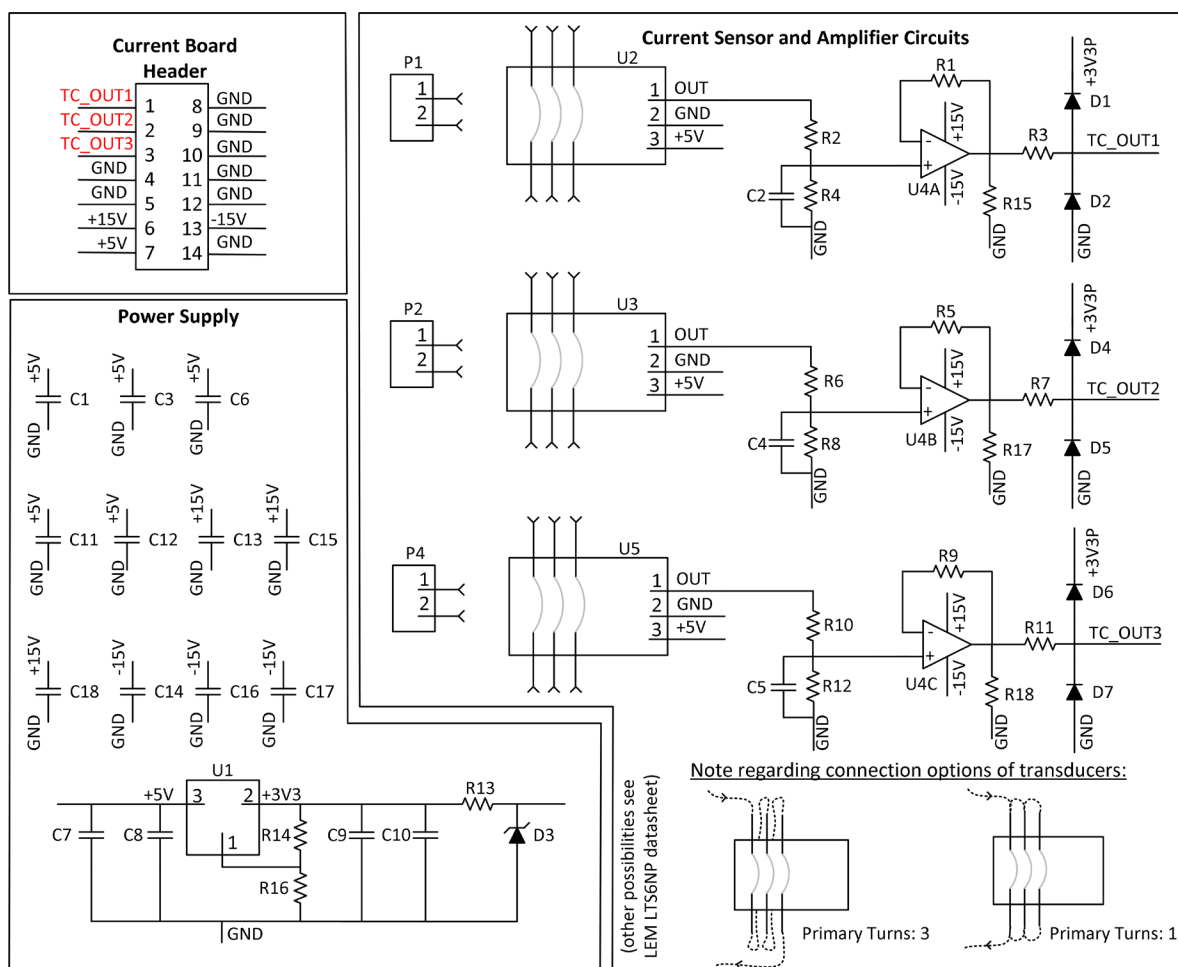 Current Board
Header
TC_OUT1 1 8 GND
TC_OUT2 2 9 GND
TC_OUT3 3 10 GND
GND 4 11 GND
GND 5 12 GND
+15V 6 13 -15V
+5V 7 14 GND
Power Supply
+5V C1 GND
+5V C3 GND
+5V C6 GND
+5V C11 GND
+5V C12 GND
+15V C13 GND
+15V C15 GND
+15V C18 GND
-15V C14 GND
-15V C16 GND
-15V C17 GND
U1
+5V 3 2 +3V3 R13
C7 C8 1 R14 C9 C10 D3
R16
GND
Current Sensor and Amplifier Circuits
P1
1
2
U2
1 OUT
2 GND
3 +5V
R1
R2
C2 R4
GND
+15V
-
+
U4A
-15V
R3
R15
GND
+3V3P
D1
TC_OUT1
D2
GND
P2
1
2
U3
1 OUT
2 GND
3 +5V
R5
R6
C4 R8
GND
+15V
-
+
U4B
-15V
R7
R17
GND
+3V3P
D4
TC_OUT2
D5
GND
P4
1
2
U5
1 OUT
2 GND
3 +5V
R9
R10
C5 R12
GND
+15V
-
+
U4C
-15V
R11
R18
GND
+3V3P
D6
TC_OUT3
D7
GND
Note regarding connection options of transducers:
Primary Turns: 3
Primary Turns: 1
(other possibilities see
LEM LTS6NP datasheet)